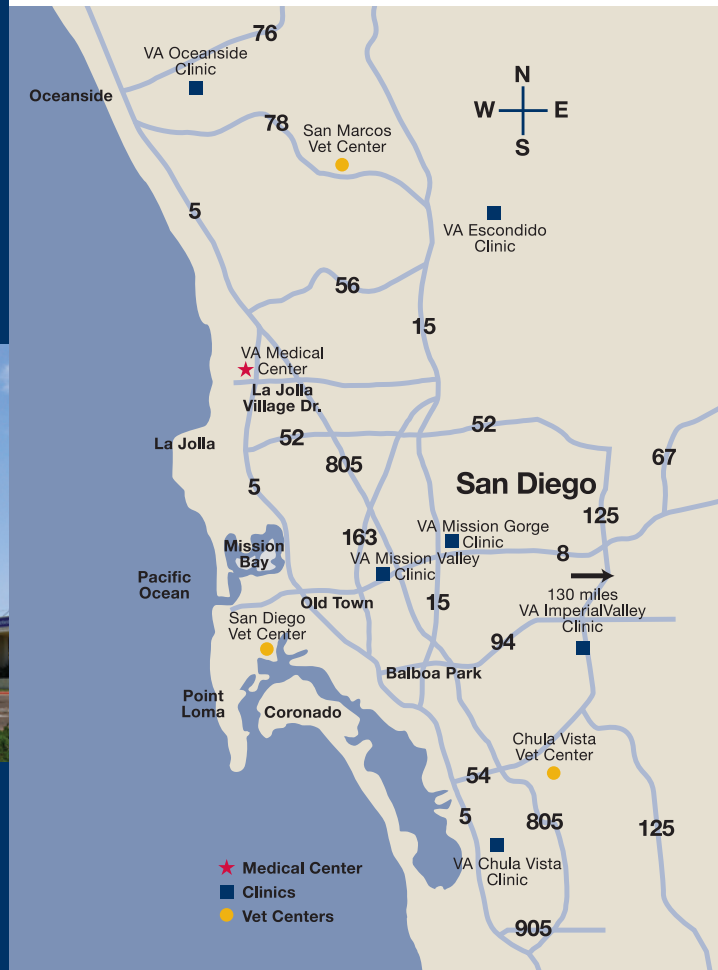 76
VA Oceanside
Clinic
Oceanside
N
W E
S
78
San Marcos
Vet Center
5
VA Escondido
Clinic
56
15
VA Medical
Center
La Jolla
Village Dr.
La Jolla
52
52
805
67
5
San Diego
125
163
VA Mission Gorge
Clinic
Mission
Bay
VA Mission Valley
Clinic
8
Pacific
Ocean
130 miles
VA ImperialValley
Clinic
Old Town
15
San Diego
Vet Center
94
Balboa Park
Point
Loma
Coronado
Chula Vista
Vet Center
54
5
805
125
VA Chula Vista
Clinic
Medical Center
Clinics
Vet Centers
905